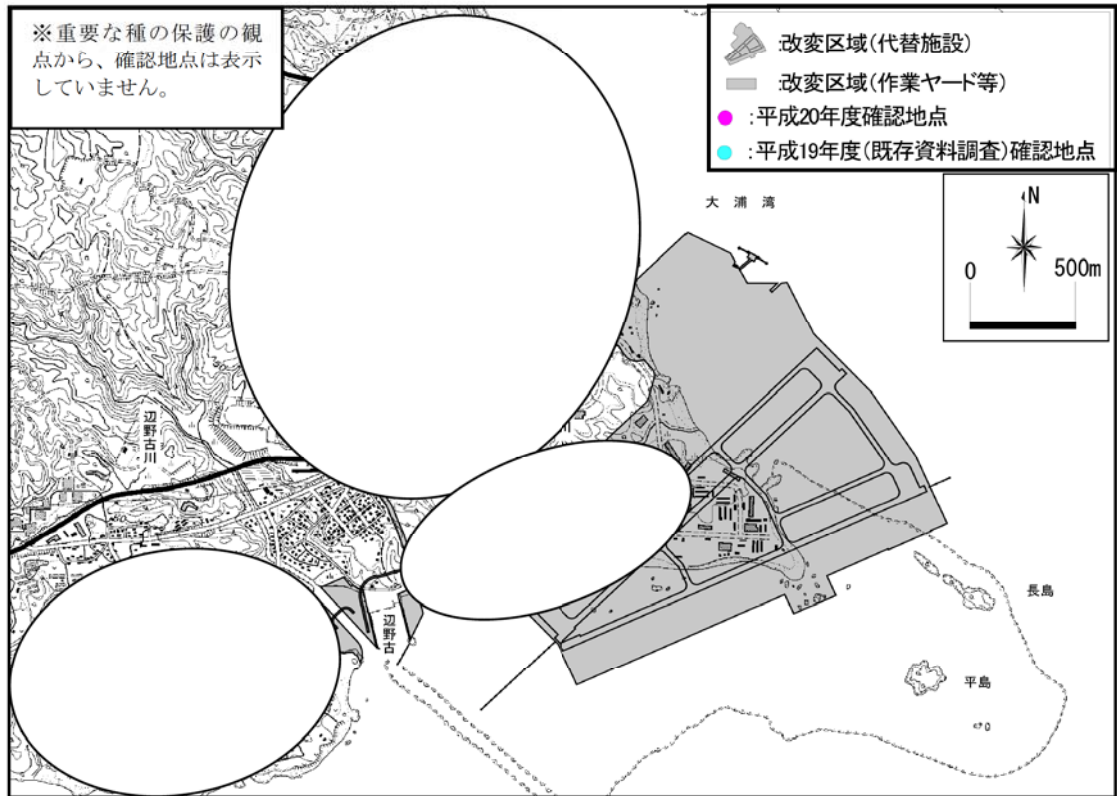 ※重要な種の保護の観
点から、確認地点は表示
していません。
:改変区域(代替施設)
:改変区域(作業ヤード等)
:平成20年度確認地点
:平成19年度(既存資料調査)確認地点
大浦湾
N
0 500m
辺野古川
辺野古
長島
平島